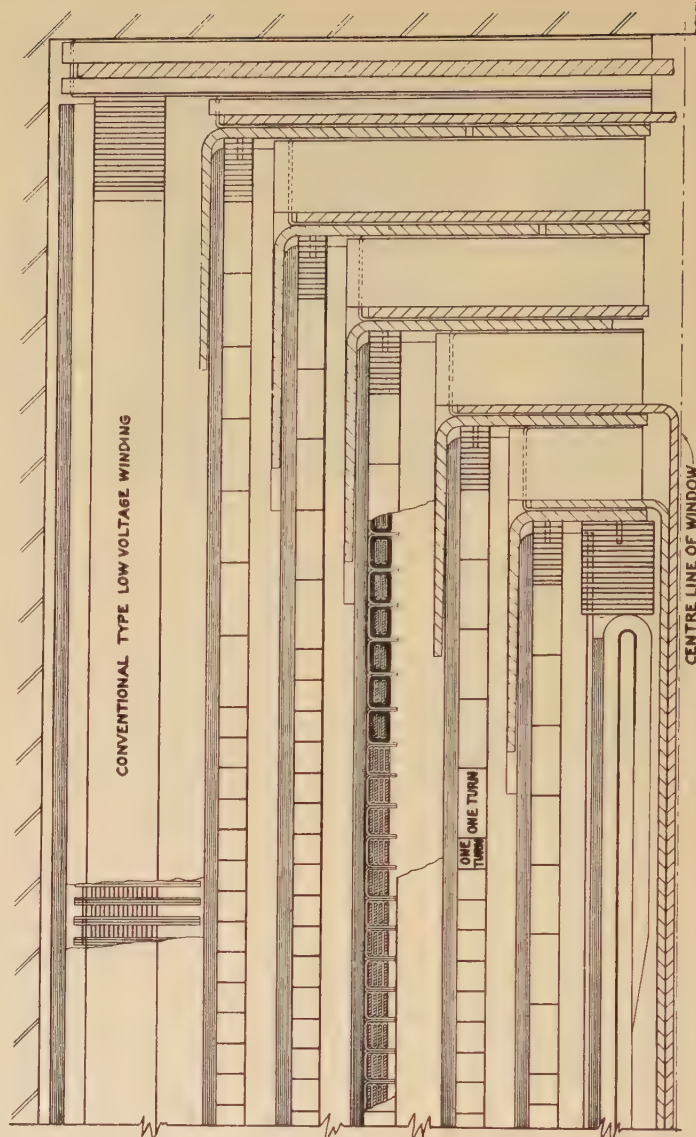 CONVENTIONAL TYPE LOW VOLTAGE WINDING
ONE TURN
ONE TURN
CENTRE LINE OF WINDOW